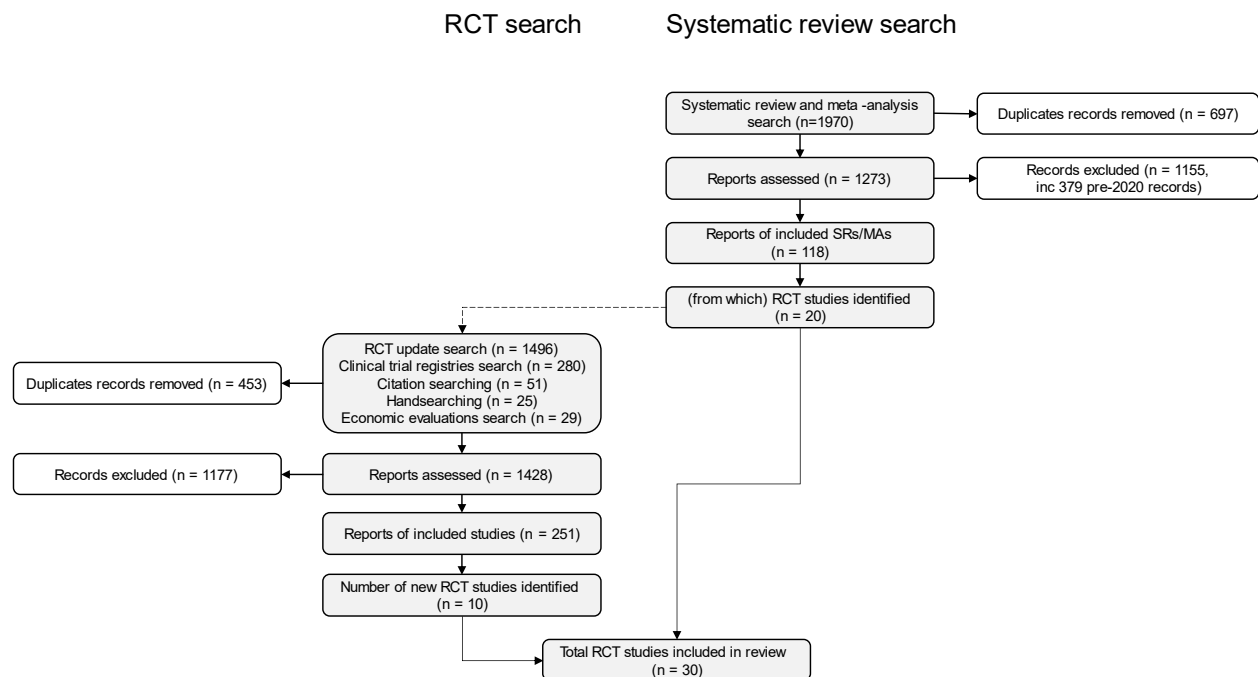 RCT search
Systematic review search
Systematic review and meta -analysis
search (n=1970)
Duplicates records removed (n = 697)
Reports assessed (n = 1273)
Records excluded (n = 1155,
inc 379 pre-2020 records)
Reports of included SRs/MAs
(n = 118)
(from which) RCT studies identified
(n = 20)
RCT update search (n = 1496)
Clinical trial registries search (n = 280)
Citation searching (n = 51)
Handsearching (n = 25)
Economic evaluations search (n = 29)
Duplicates records removed (n = 453)
Reports assessed (n = 1428)
Records excluded (n = 1177)
Reports of included studies (n = 251)
Number of new RCT studies identified
(n = 10)
Total RCT studies included in review
(n = 30)